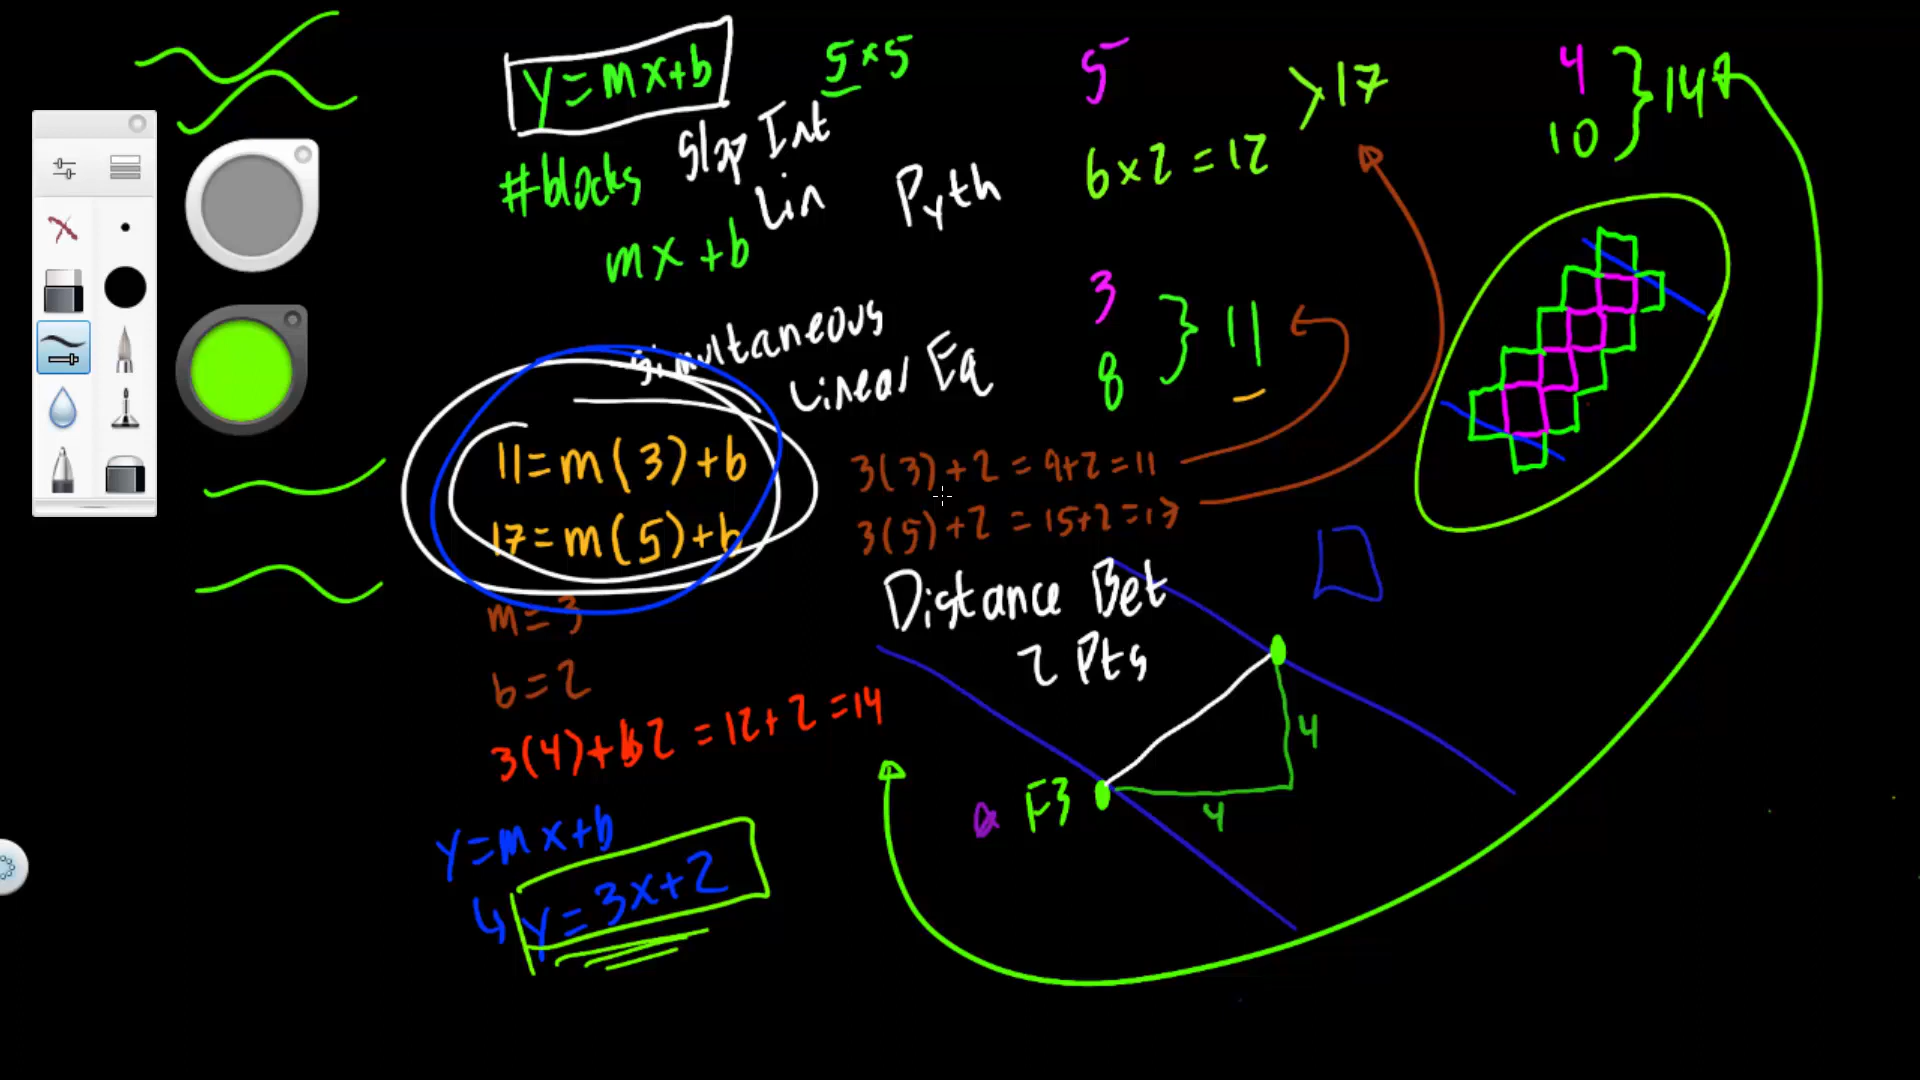 y=mx+b
5×5
#blocks
Slop Int
Lin
mx+b
Pyth
5
6×2=12
>17
4
10
}14
simultaneous
Linear Eq
3
8
}11
11=m(3)+b
17=m(5)+b
3(3)+2=9+2=11
3(5)+2=15+2=17
m=3
b=2
3(4)+2=12+2=14
y=mx+b
y=3x+2
Distance Bet
2 Pts
F3
4
4